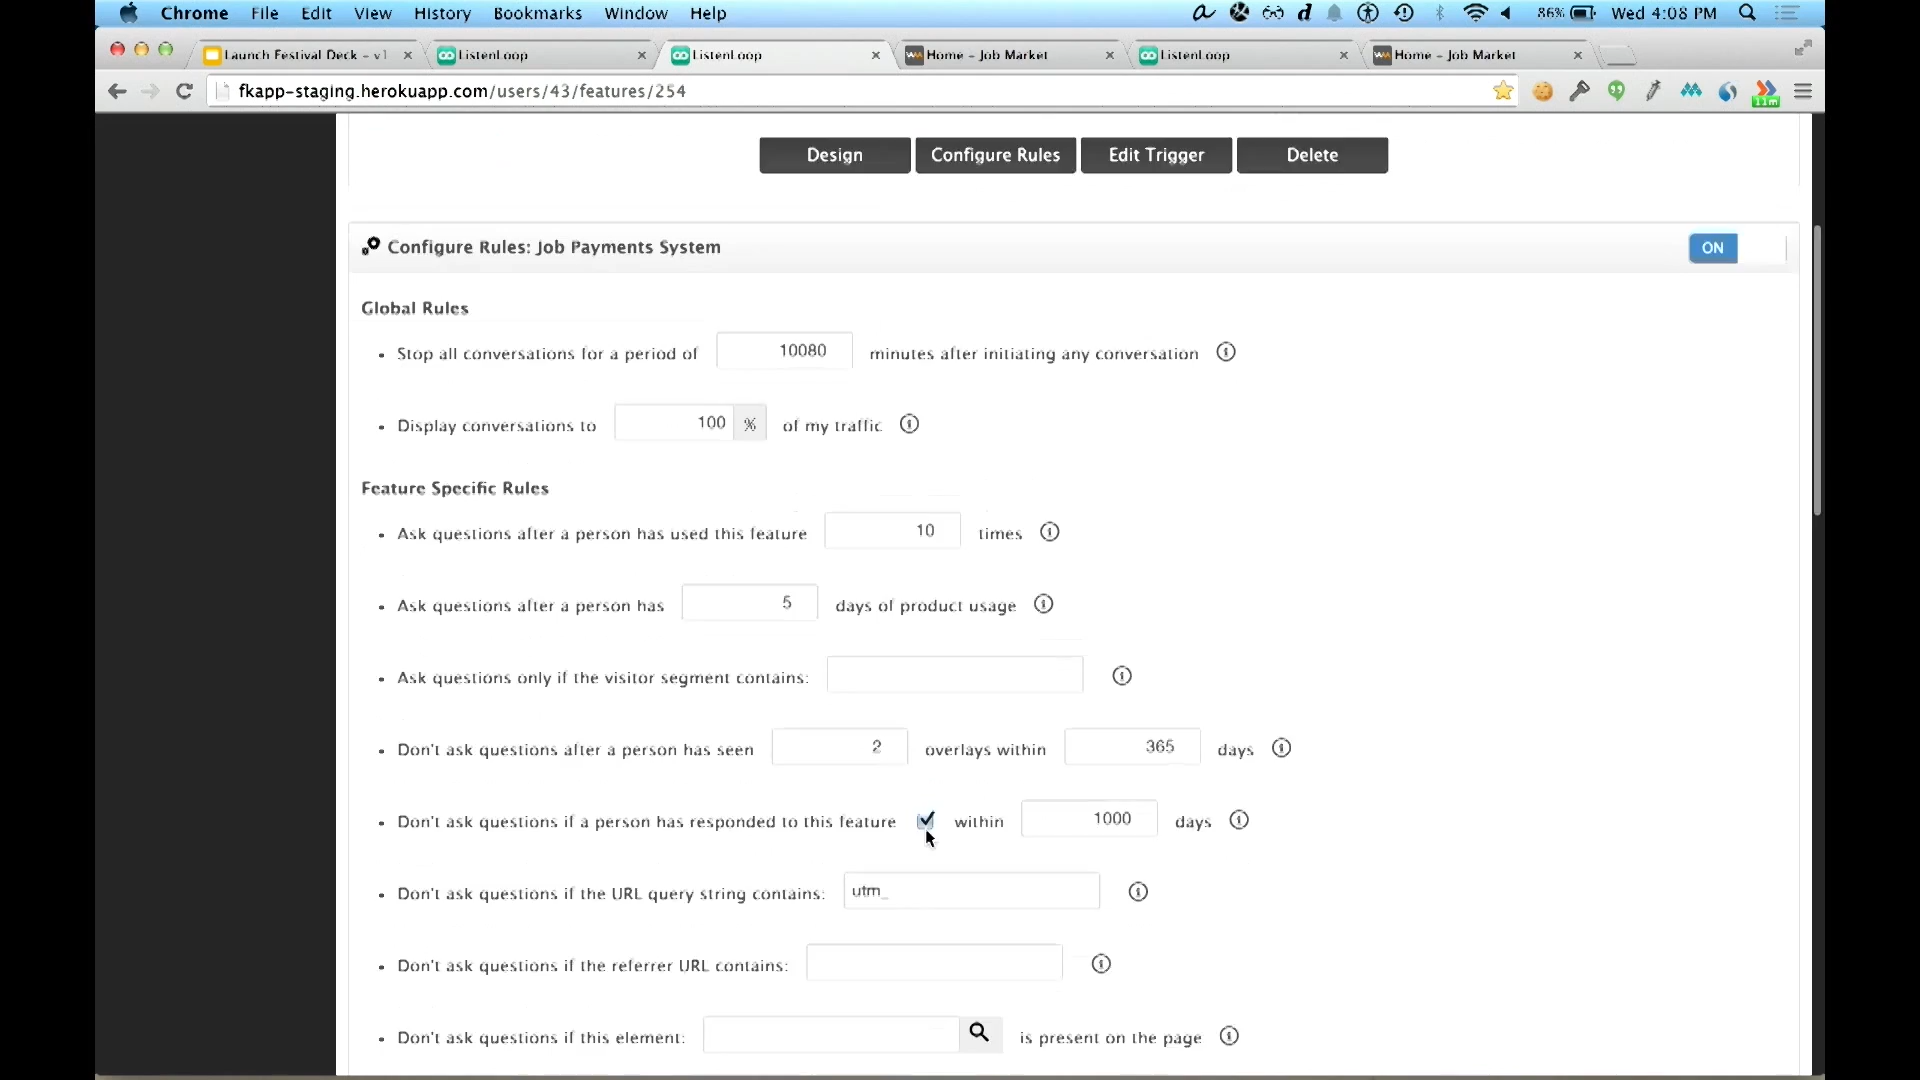 Chrome File Edit View History Bookmarks Window Help 86% Wed 4:08 PM
Launch Festival Deck - v1 ListenLoop ListenLoop Home - Job Market ListenLoop Home - Job Market
fkapp-staging.herokuapp.com/users/43/features/254
11m
Design Configure Rules Edit Trigger Delete
Configure Rules: Job Payments System ON
Global Rules
Stop all conversations for a period of 10080 minutes after initiating any conversation
Display conversations to 100 % of my traffic
Feature Specific Rules
Ask questions after a person has used this feature 10 times
Ask questions after a person has 5 days of product usage
Ask questions only if the visitor segment contains:
Don't ask questions after a person has seen 2 overlays within 365 days
Don't ask questions if a person has responded to this feature within 1000 days
Don't ask questions if the URL query string contains: utm_
Don't ask questions if the referrer URL contains:
Don't ask questions if this element: is present on the page